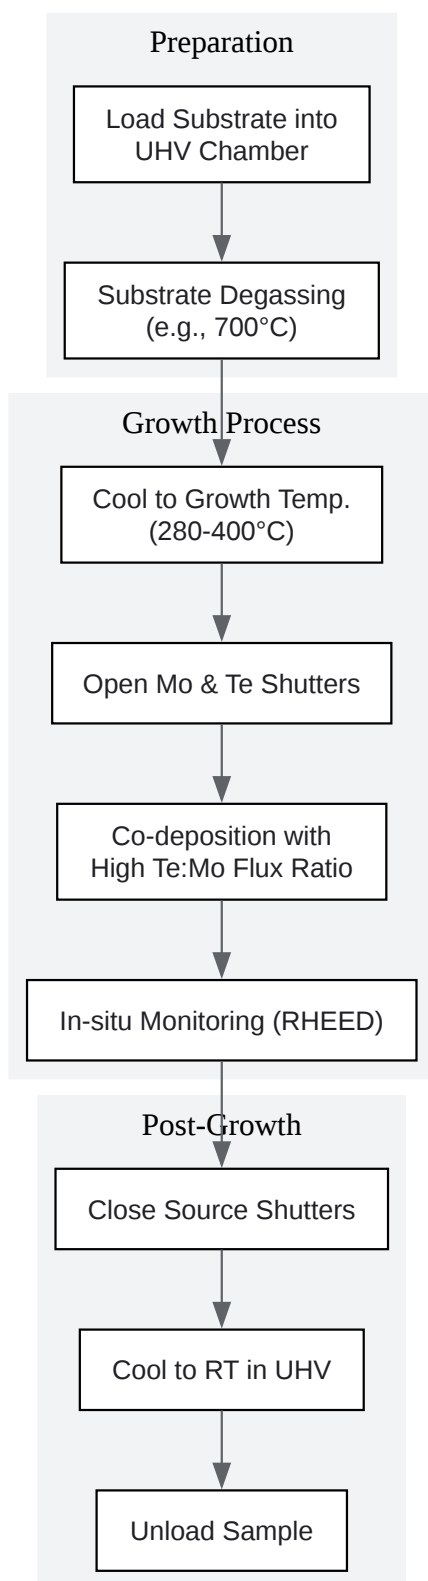 Preparation
Load Substrate into
UHV Chamber
Substrate Degassing
(e.g., 700°C)
Growth Process
Cool to Growth Temp.
(280-400°C)
Open Mo & Te Shutters
Co-deposition with
High Te:Mo Flux Ratio
In-situ Monitoring (RHEED)
Post-Growth
Close Source Shutters
Cool to RT in UHV
Unload Sample